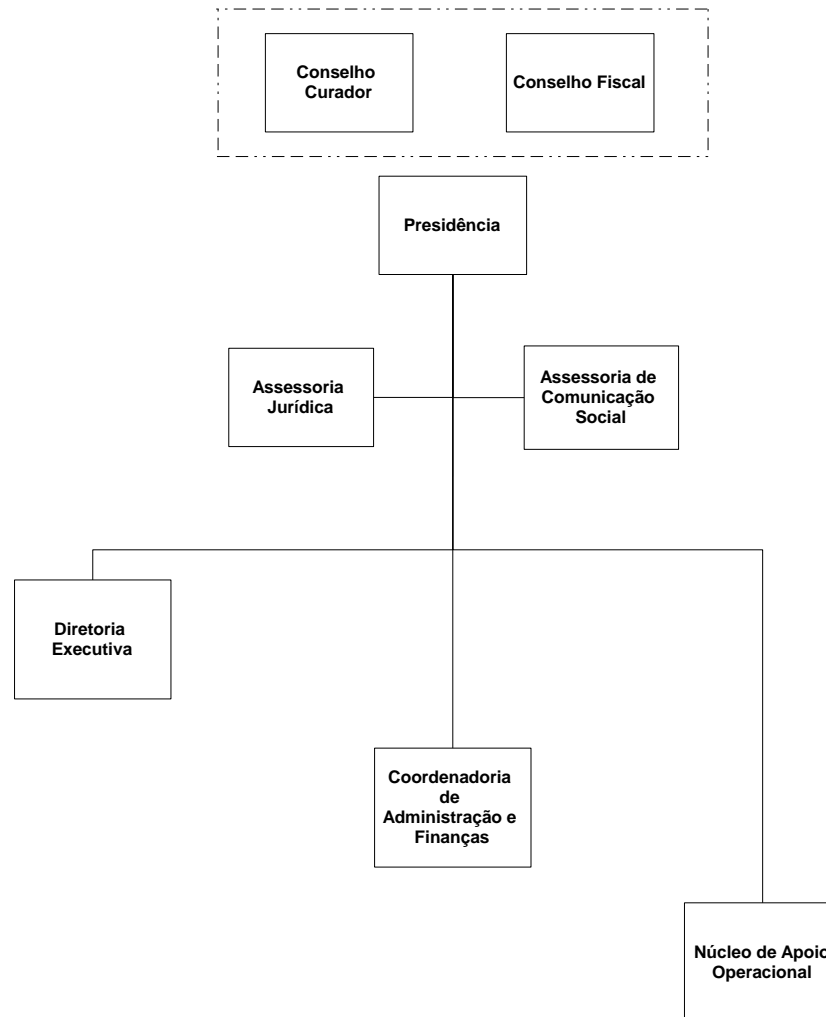 Conselho
Curador
Conselho Fiscal
Presidência
Assessoria
Jurídica
Assessoria de
Comunicação
Social
Diretoria
Executiva
Coordenadoria
de
Administração e
Finanças
Núcleo de Apoio
Operacional